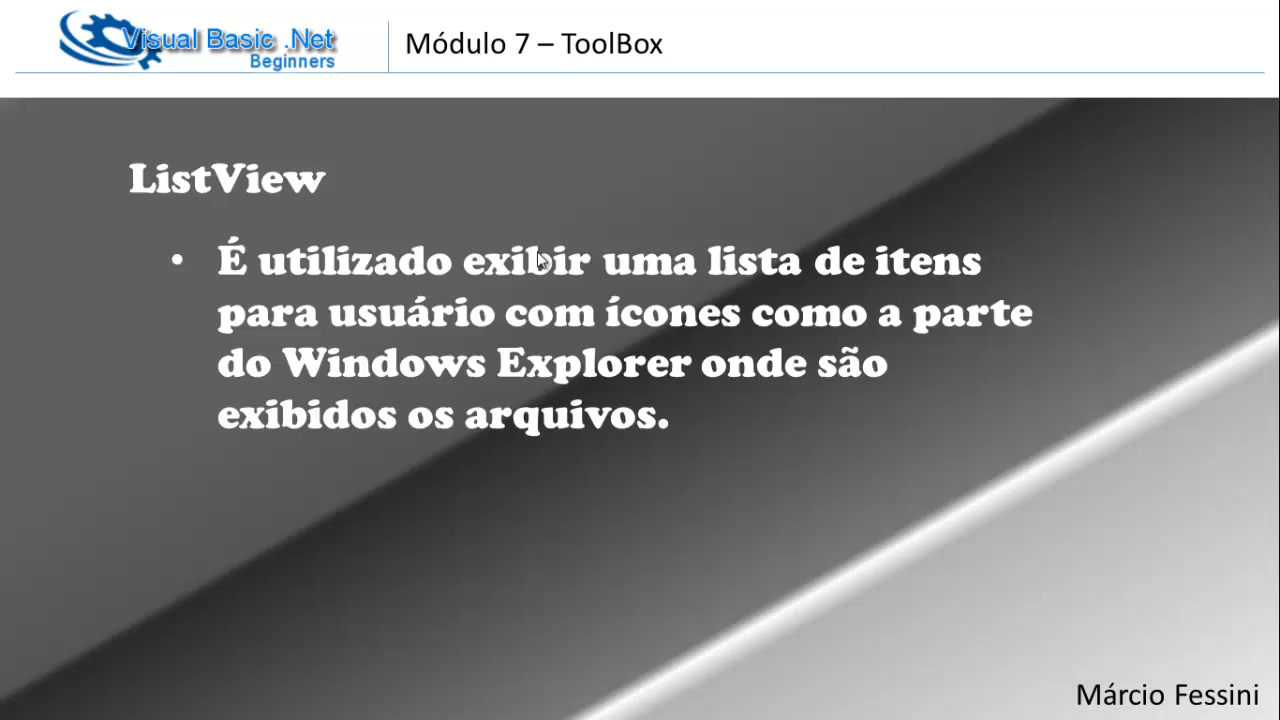 Visual Basic .Net
Beginners
Módulo 7 – ToolBox
ListView
• É utilizado exibir uma lista de itens
para usuário com ícones como a parte
do Windows Explorer onde são
exibidos os arquivos.
Márcio Fessini